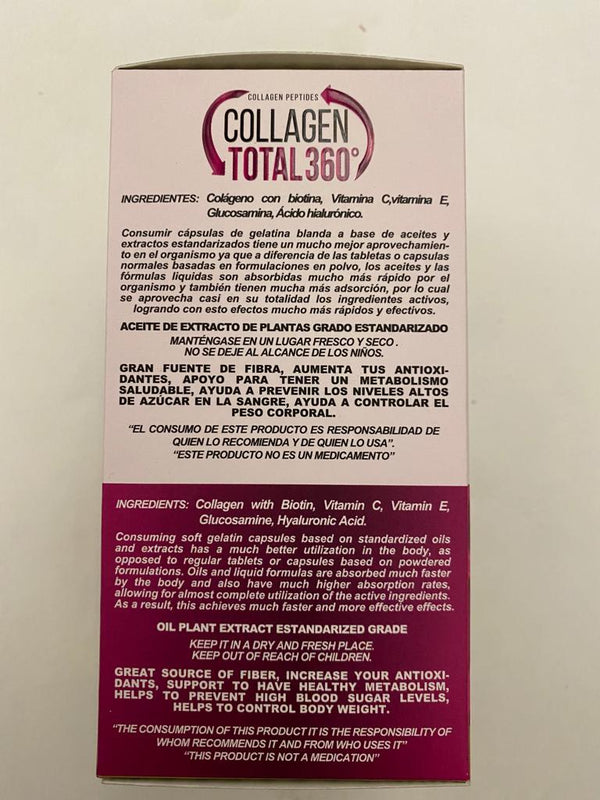 COLLAGEN PEPTIDES
COLLAGEN
TOTAL 360°
INGREDIENTES: Colágeno con biotina, Vitamina C,vitamina E,
Glucosamina, Ácido hialurónico.
Consumir cápsulas de gelatina blanda a base de aceites y
extractos estandarizados tiene un mucho mejor aprovechamien-
to en el organismo ya que a diferencia de las tabletas o capsulas
normales basadas en formulaciones en polvo, los aceites y las
fórmulas líquidas son absorbidas mucho más rápido por el
organismo y también tienen mucha más adsorción, por lo cual
se aprovecha casi en su totalidad los ingredientes activos,
logrando con esto efectos mucho más rápidos y efectivos.
ACEITE DE EXTRACTO DE PLANTAS GRADO ESTANDARIZADO
MANTÉNGASE EN UN LUGAR FRESCO Y SECO .
NO SE DEJE AL ALCANCE DE LOS NIÑOS.
GRAN FUENTE DE FIBRA, AUMENTA TUS ANTIOXI-
DANTES, APOYO PARA TENER UN METABOLISMO
SALUDABLE, AYUDA A PREVENIR LOS NIVELES ALTOS
DE AZÚCAR EN LA SANGRE, AYUDA A CONTROLAR EL
PESO CORPORAL.
“EL CONSUMO DE ESTE PRODUCTO ES RESPONSABILIDAD DE
QUIEN LO RECOMIENDA Y DE QUIEN LO USA”.
“ESTE PRODUCTO NO ES UN MEDICAMENTO”
INGREDIENTS: Collagen with Biotin, Vitamin C, Vitamin E,
Glucosamine, Hyaluronic Acid.
Consuming soft gelatin capsules based on standardized oils
and extracts has a much better utilization in the body, as
opposed to regular tablets or capsules based on powdered
formulations. Oils and liquid formulas are absorbed much faster
by the body and also have much higher absorption rates,
allowing for almost complete utilization of the active ingredients.
As a result, this achieves much faster and more effective effects.
OIL PLANT EXTRACT ESTANDARIZED GRADE
KEEP IT IN A DRY AND FRESH PLACE.
KEEP OUT OF REACH OF CHILDREN.
GREAT SOURCE OF FIBER, INCREASE YOUR ANTIOXI-
DANTS, SUPPORT TO HAVE HEALTHY METABOLISM,
HELPS TO PREVENT HIGH BLOOD SUGAR LEVELS,
HELPS TO CONTROL BODY WEIGHT.
“THE CONSUMPTION OF THIS PRODUCT IT IS THE RESPONSIBILITY OF
WHOM RECOMMENDS IT AND FROM WHO USES IT”
“THIS PRODUCT IS NOT A MEDICATION”